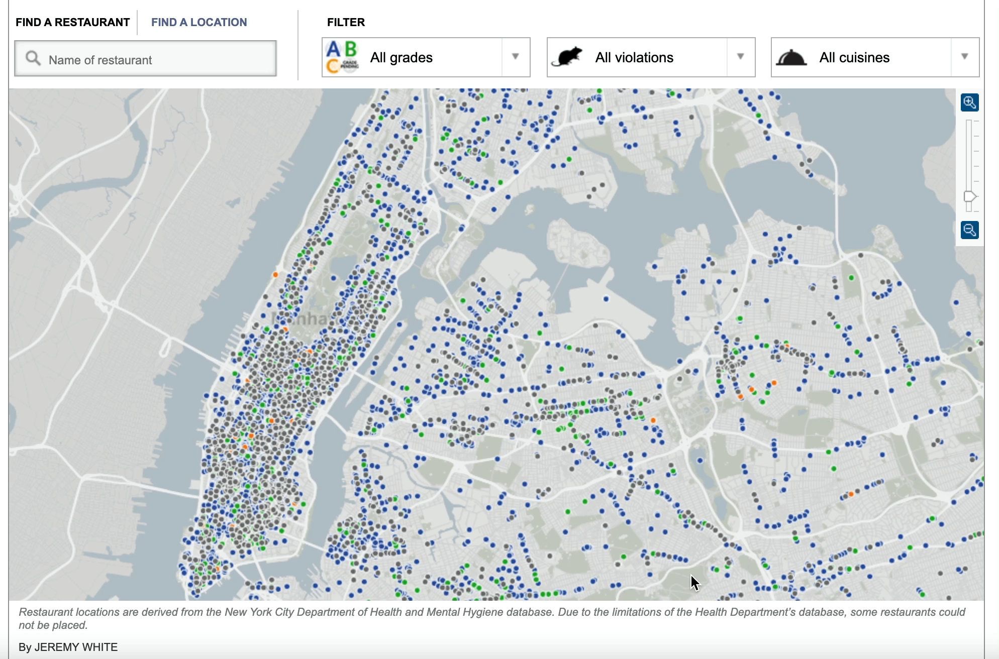 FIND A RESTAURANT
FIND A LOCATION
FILTER
Name of restaurant
A B
C GRADE
PENDING
All grades
All violations
All cuisines
Restaurant locations are derived from the New York City Department of Health and Mental Hygiene database. Due to the limitations of the Health Department's database, some restaurants could
not be placed.
By JEREMY WHITE